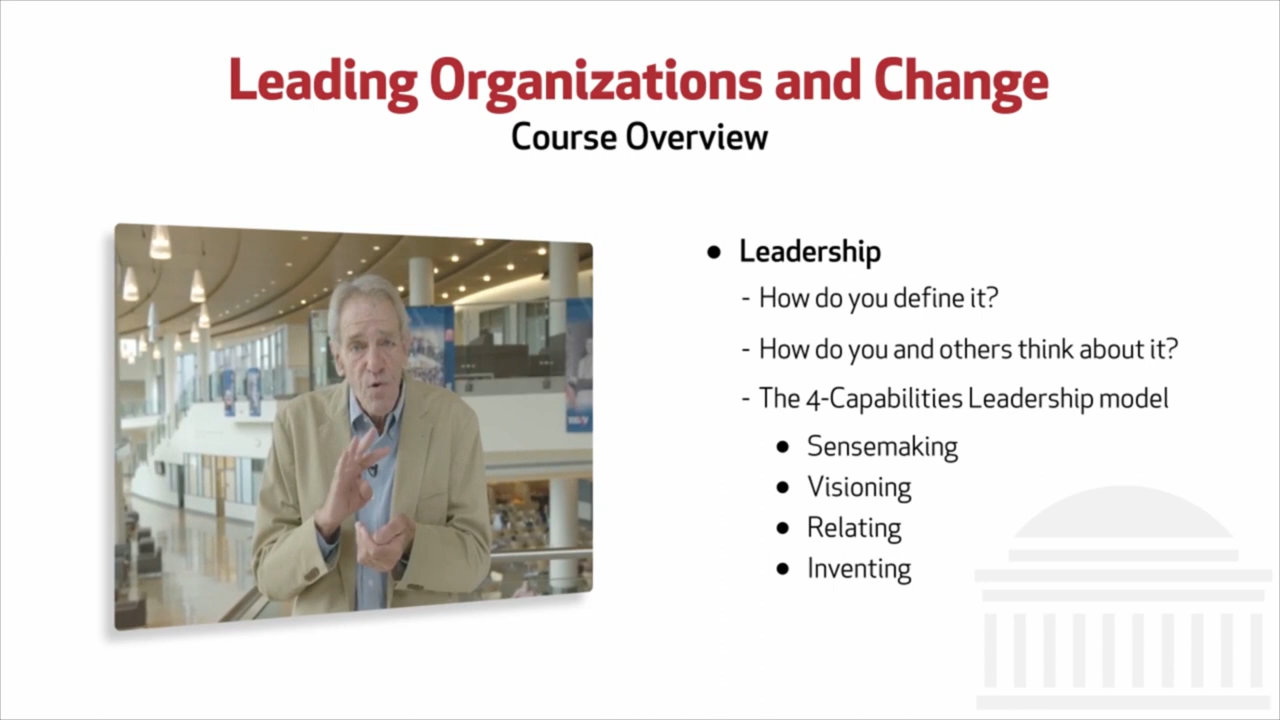 Leading Organizations and Change
Course Overview
● Leadership
- How do you define it?
- How do you and others think about it?
- The 4-Capabilities Leadership model
● Sensemaking
● Visioning
● Relating
● Inventing